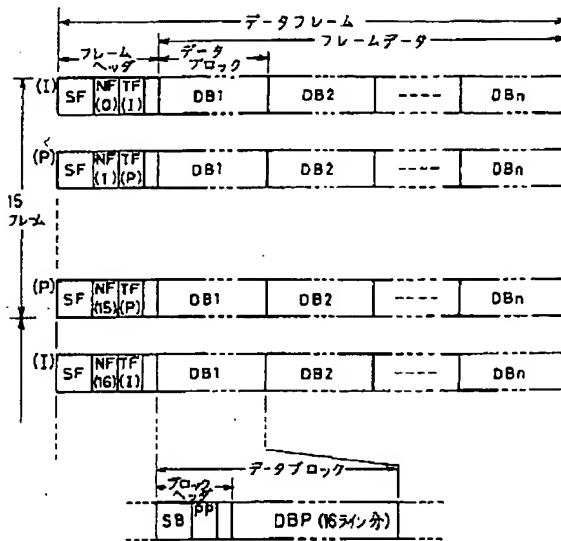 データフレーム
フレームデータ
フレームヘッダ
データブロック
(I) SF NF(0) TF(I) DB1 DB2 ---- DBn
(P) SF NF(1) TF(P) DB1 DB2 ---- DBn
15フレーム
(P) SF NF(15) TF(P) DB1 DB2 ---- DBn
(I) SF NF(16) TF(I) DB1 DB2 ---- DBn
データブロック
ブロックヘッダ
SB PP DBP (16ライン分)